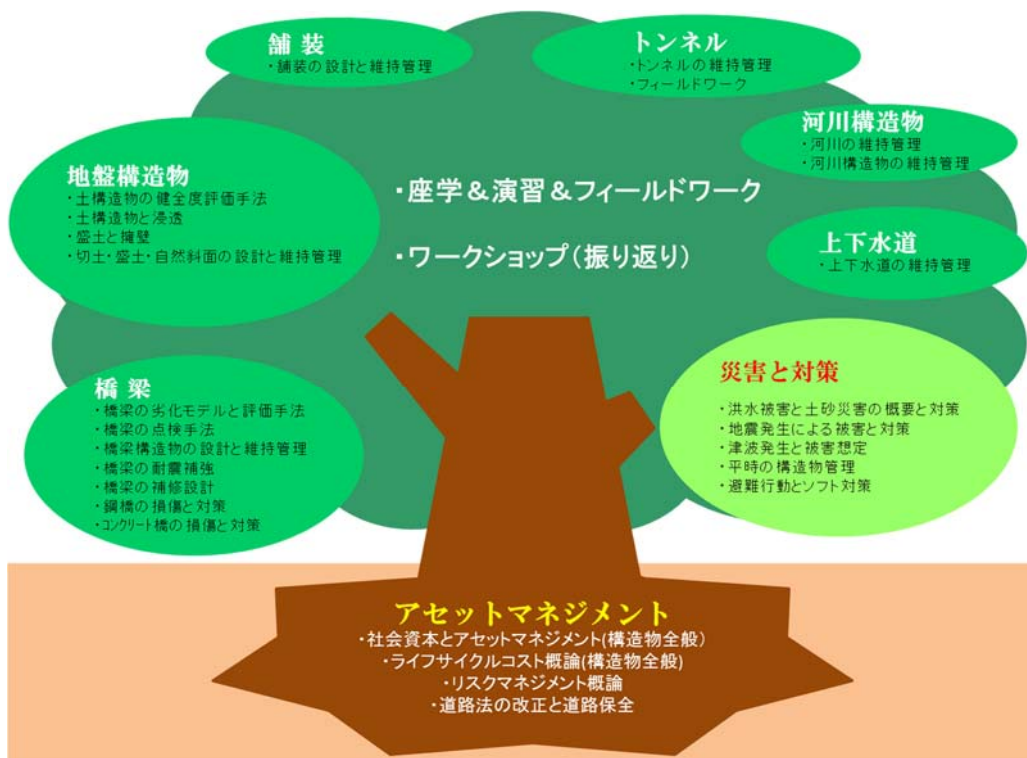 舗 装
・舗装の設計と維持管理
トンネル
・トンネルの維持管理
・フィールドワーク
河川構造物
・河川の維持管理
・河川構造物の維持管理
地盤構造物
・土構造物の健全度評価手法
・土構造物と浸透
・盛土と擁壁
・切土・盛土・自然斜面の設計と維持管理
・座学&演習&フィールドワーク
・ワークショップ(振り返り)
上下水道
・上下水道の維持管理
橋 梁
・橋梁の劣化モデルと評価手法
・橋梁の点検手法
・橋梁構造物の設計と維持管理
・橋梁の耐震補強
・橋梁の補修設計
・鋼橋の損傷と対策
・コンクリート橋の損傷と対策
災害と対策
・洪水被害と土砂災害の概要と対策
・地震発生による被害と対策
・津波発生と被害想定
・平時の構造物管理
・避難行動とソフト対策
アセットマネジメント
・社会資本とアセットマネジメント(構造物全般)
・ライフサイクルコスト概論(構造物全般)
・リスクマネジメント概論
・道路法の改正と道路保全